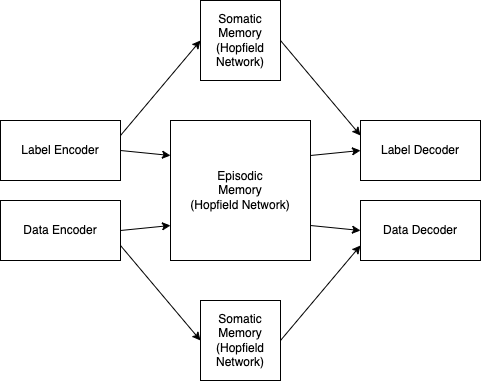 Somatic
Memory
(Hopfield
Network)
Label Encoder
Episodic
Memory
(Hopfield Network)
Label Decoder
Data Encoder
Data Decoder
Somatic
Memory
(Hopfield
Network)